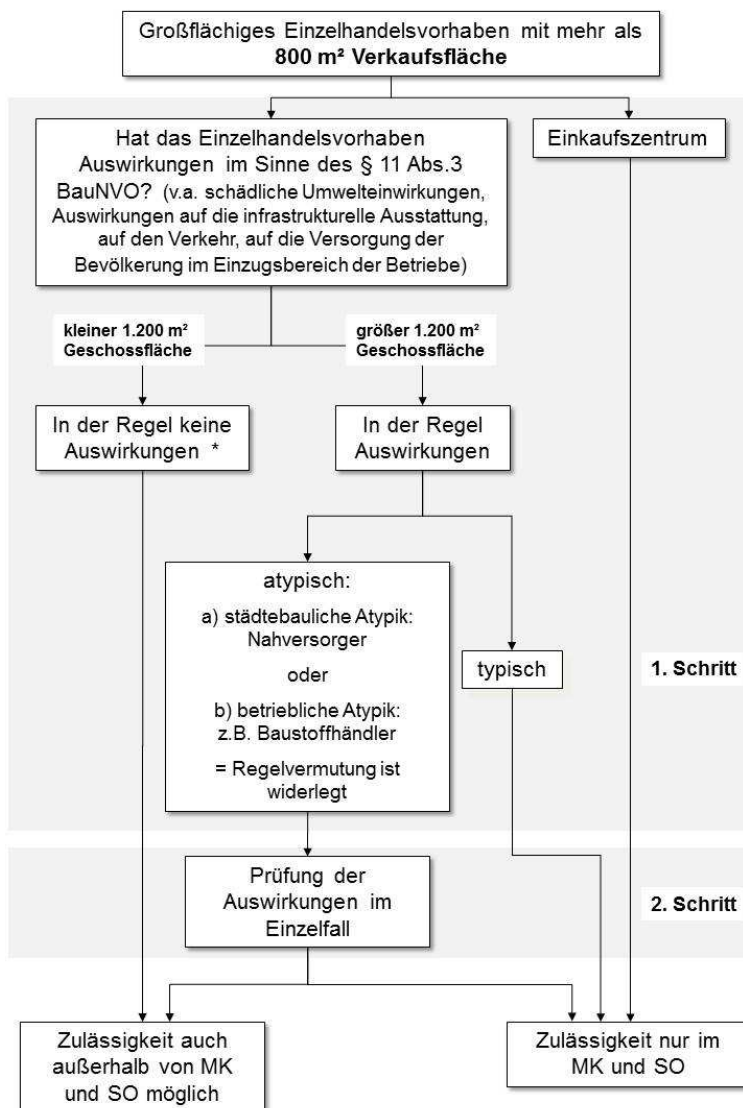 Großflächiges Einzelhandelsvorhaben mit mehr als
800 m² Verkaufsfläche
Hat das Einzelhandelsvorhaben
Auswirkungen im Sinne des § 11 Abs.3
BauNVO? (v.a. schädliche Umwelteinwirkungen,
Auswirkungen auf die infrastrukturelle Ausstattung,
auf den Verkehr, auf die Versorgung der
Bevölkerung im Einzugsbereich der Betriebe)
Einkaufszentrum
kleiner 1.200 m²
Geschossfläche
größer 1.200 m²
Geschossfläche
In der Regel keine
Auswirkungen *
In der Regel
Auswirkungen
atypisch:
a) städtebauliche Atypik:
Nahversorger
oder
b) betriebliche Atypik:
z.B. Baustoffhändler
= Regelvermutung ist
widerlegt
typisch
1. Schritt
Prüfung der
Auswirkungen im
Einzelfall
2. Schritt
Zulässigkeit auch
außerhalb von MK
und SO möglich
Zulässigkeit nur im
MK und SO